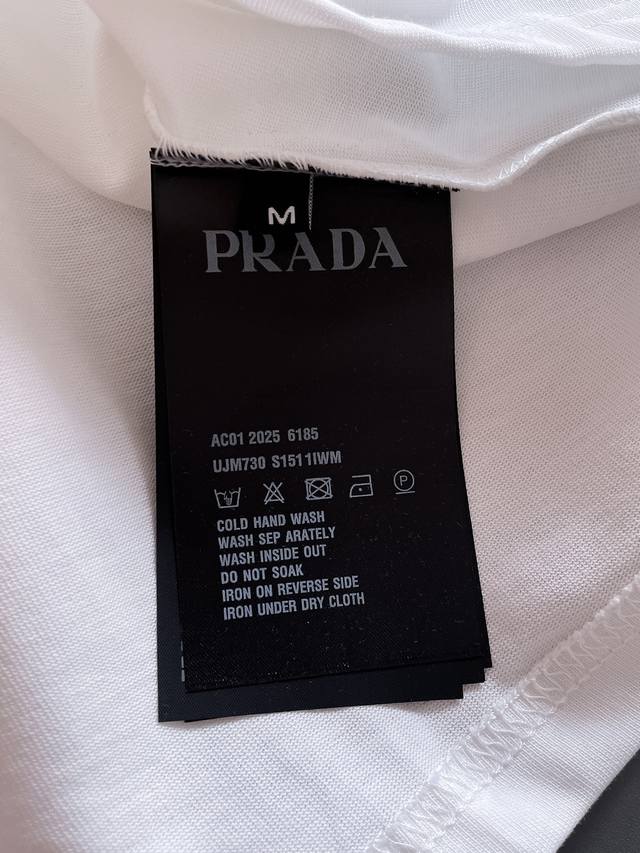 M
PRADA
AC01 2025 6185
UJM730 S151 1IWM
P
COLD HAND WASH
WASH SEP ARATELY
WASH INSIDE OUT
DO NOT SOAK
IRON ON REVERSE SIDE
IRON UNDER DRY CLOTH